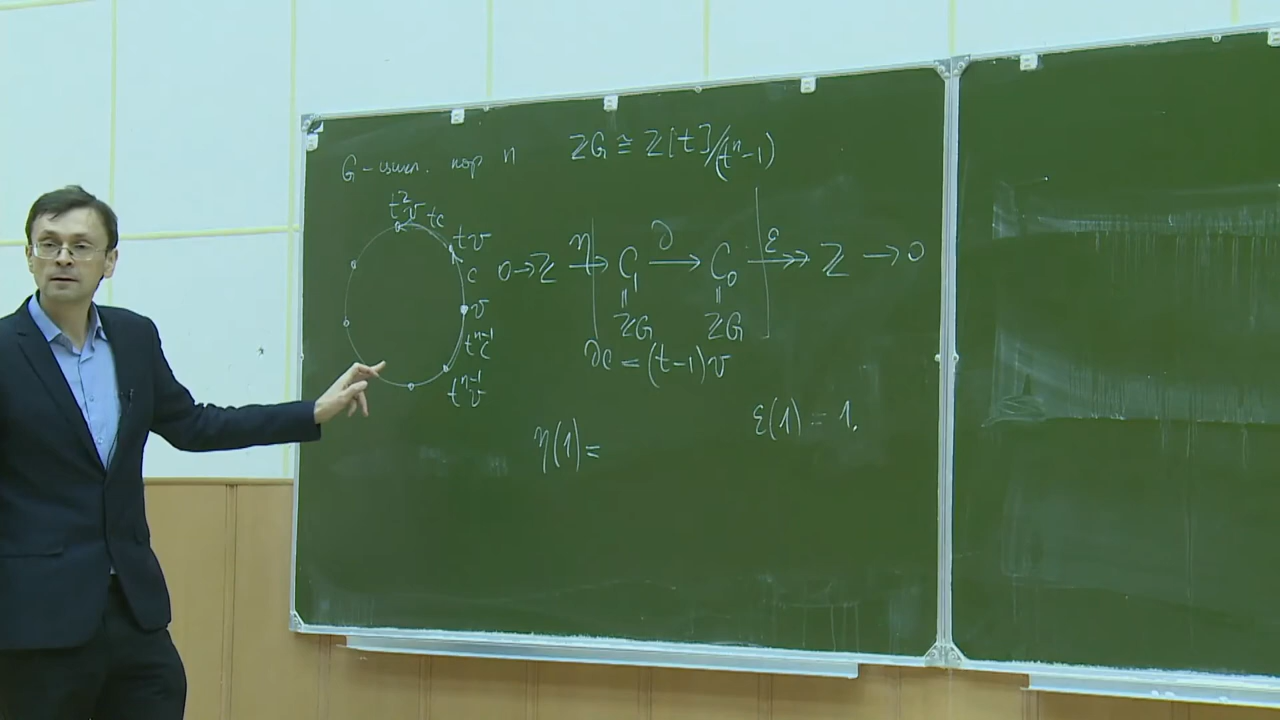 G - цикл. пор n    ZG ≅ Z[t]/(tⁿ-1)
t²v tc
tv
c
v
tⁿ⁻¹c
tⁿ⁻¹v
0 → Z →^η C₁ →^∂ C₀ →^ε Z → 0
ZG ZG
∂c = (t-1)v
η(1) =    ε(1) = 1.